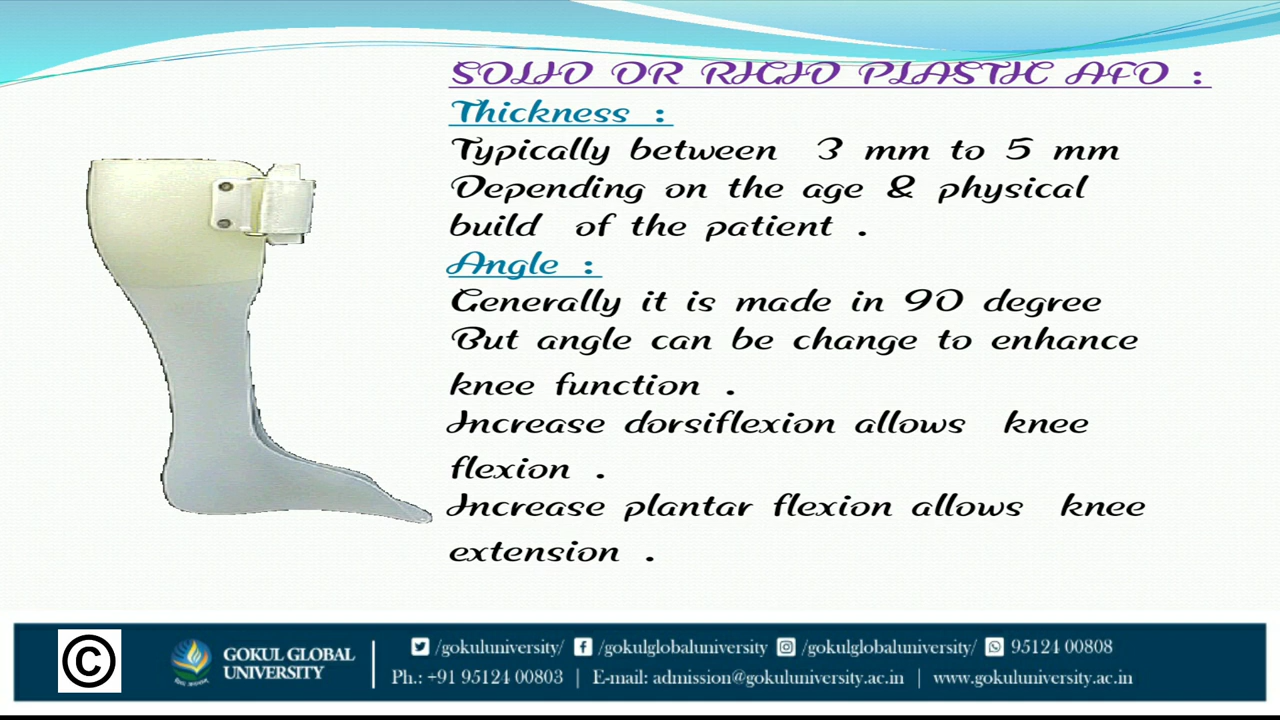 SOLID OR RIGID PLASTIC AFO :
Thickness :
Typically between 3 mm to 5 mm
Depending on the age & physical
build of the patient .
Angle :
Generally it is made in 90 degree
But angle can be change to enhance
knee function .
Increase dorsiflexion allows knee
flexion .
Increase plantar flexion allows knee
extension .
©
GOKUL GLOBAL
UNIVERSITY
/gokuluniversity/ /gokulglobaluniversity /gokulglobaluniversity/ 95124 00808
Ph.: +91 95124 00803 | E-mail: admission@gokuluniversity.ac.in | www.gokuluniversity.ac.in